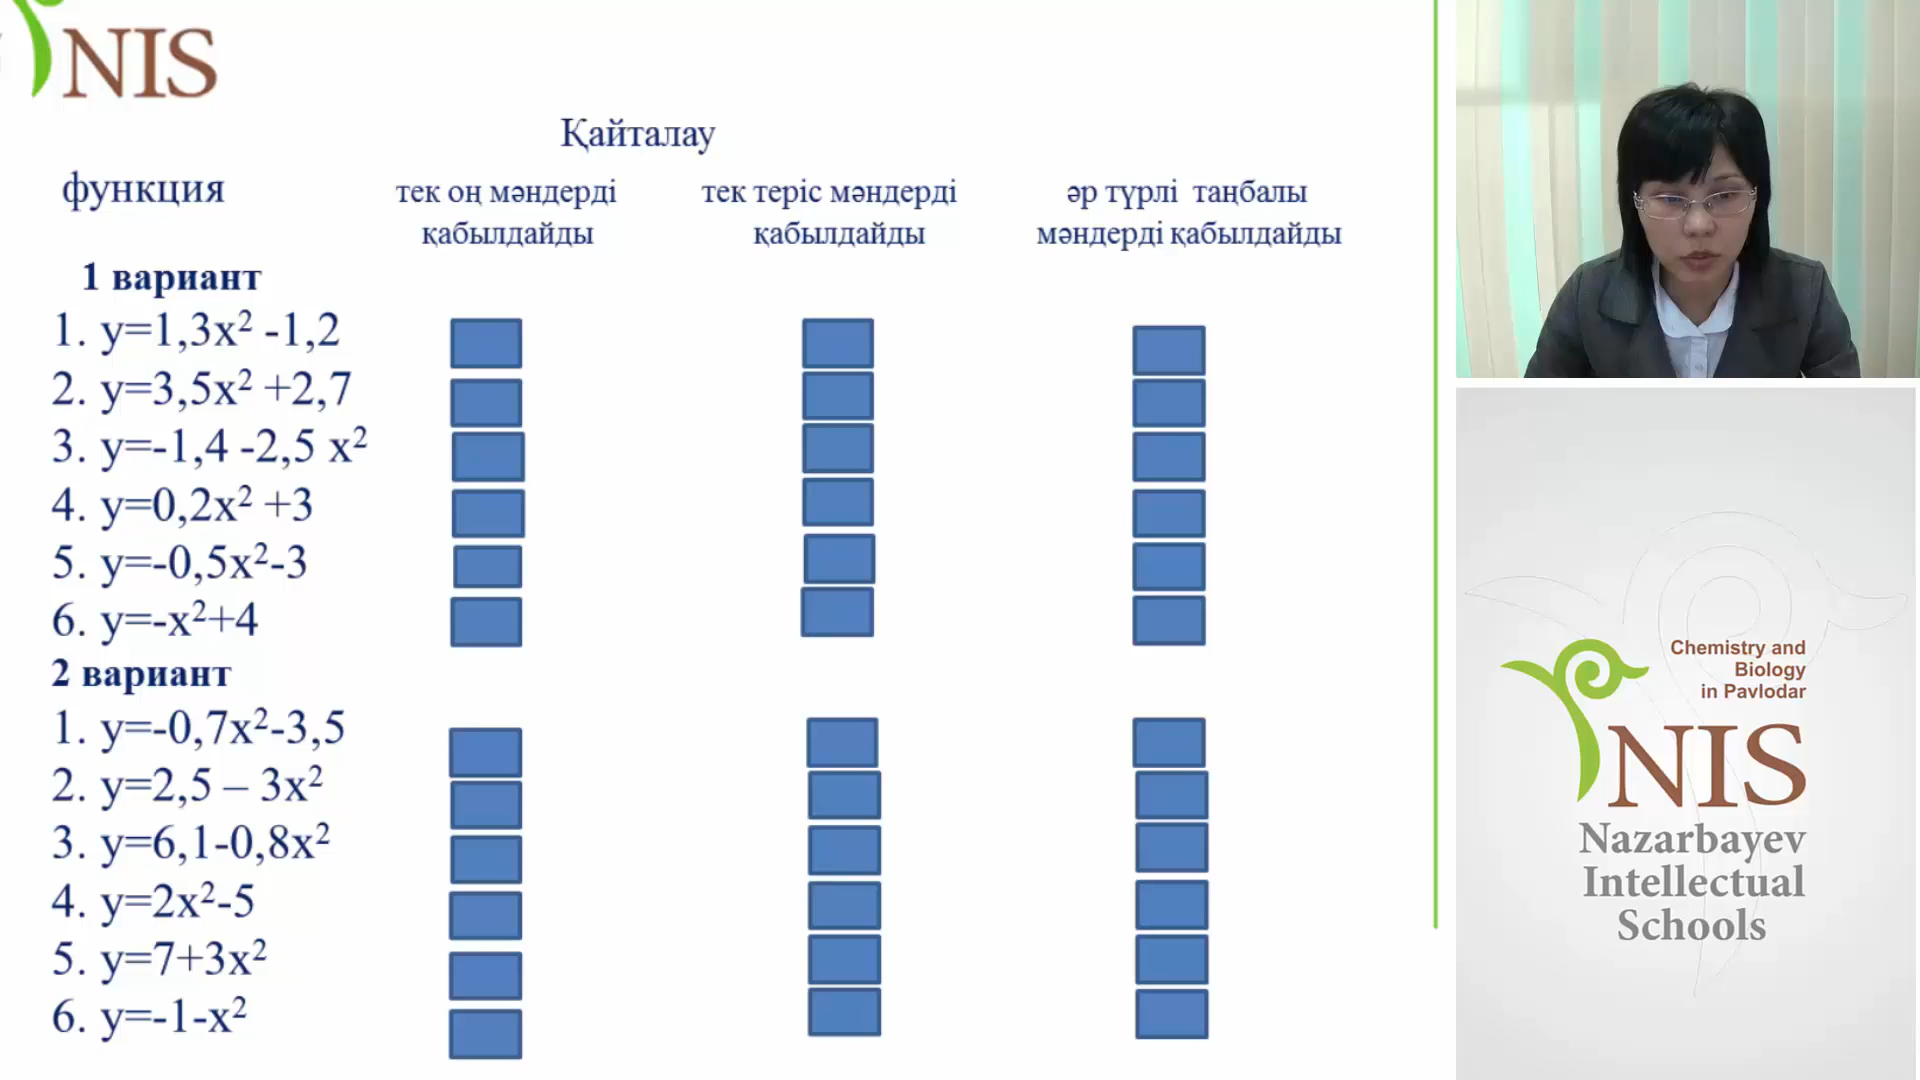 NIS
Қайталау
функция
тек оң мәндерді
қабылдайды
тек теріс мәндерді
қабылдайды
әр түрлі таңбалы
мәндерді қабылдайды
1 вариант
1. y=1,3x² -1,2
2. y=3,5x² +2,7
3. y=-1,4 -2,5 x²
4. y=0,2x² +3
5. y=-0,5x²-3
6. y=-x²+4
2 вариант
1. y=-0,7x²-3,5
2. y=2,5 – 3x²
3. y=6,1-0,8x²
4. y=2x²-5
5. y=7+3x²
6. y=-1-x²
Chemistry and
Biology
in Pavlodar
NIS
Nazarbayev
Intellectual
Schools